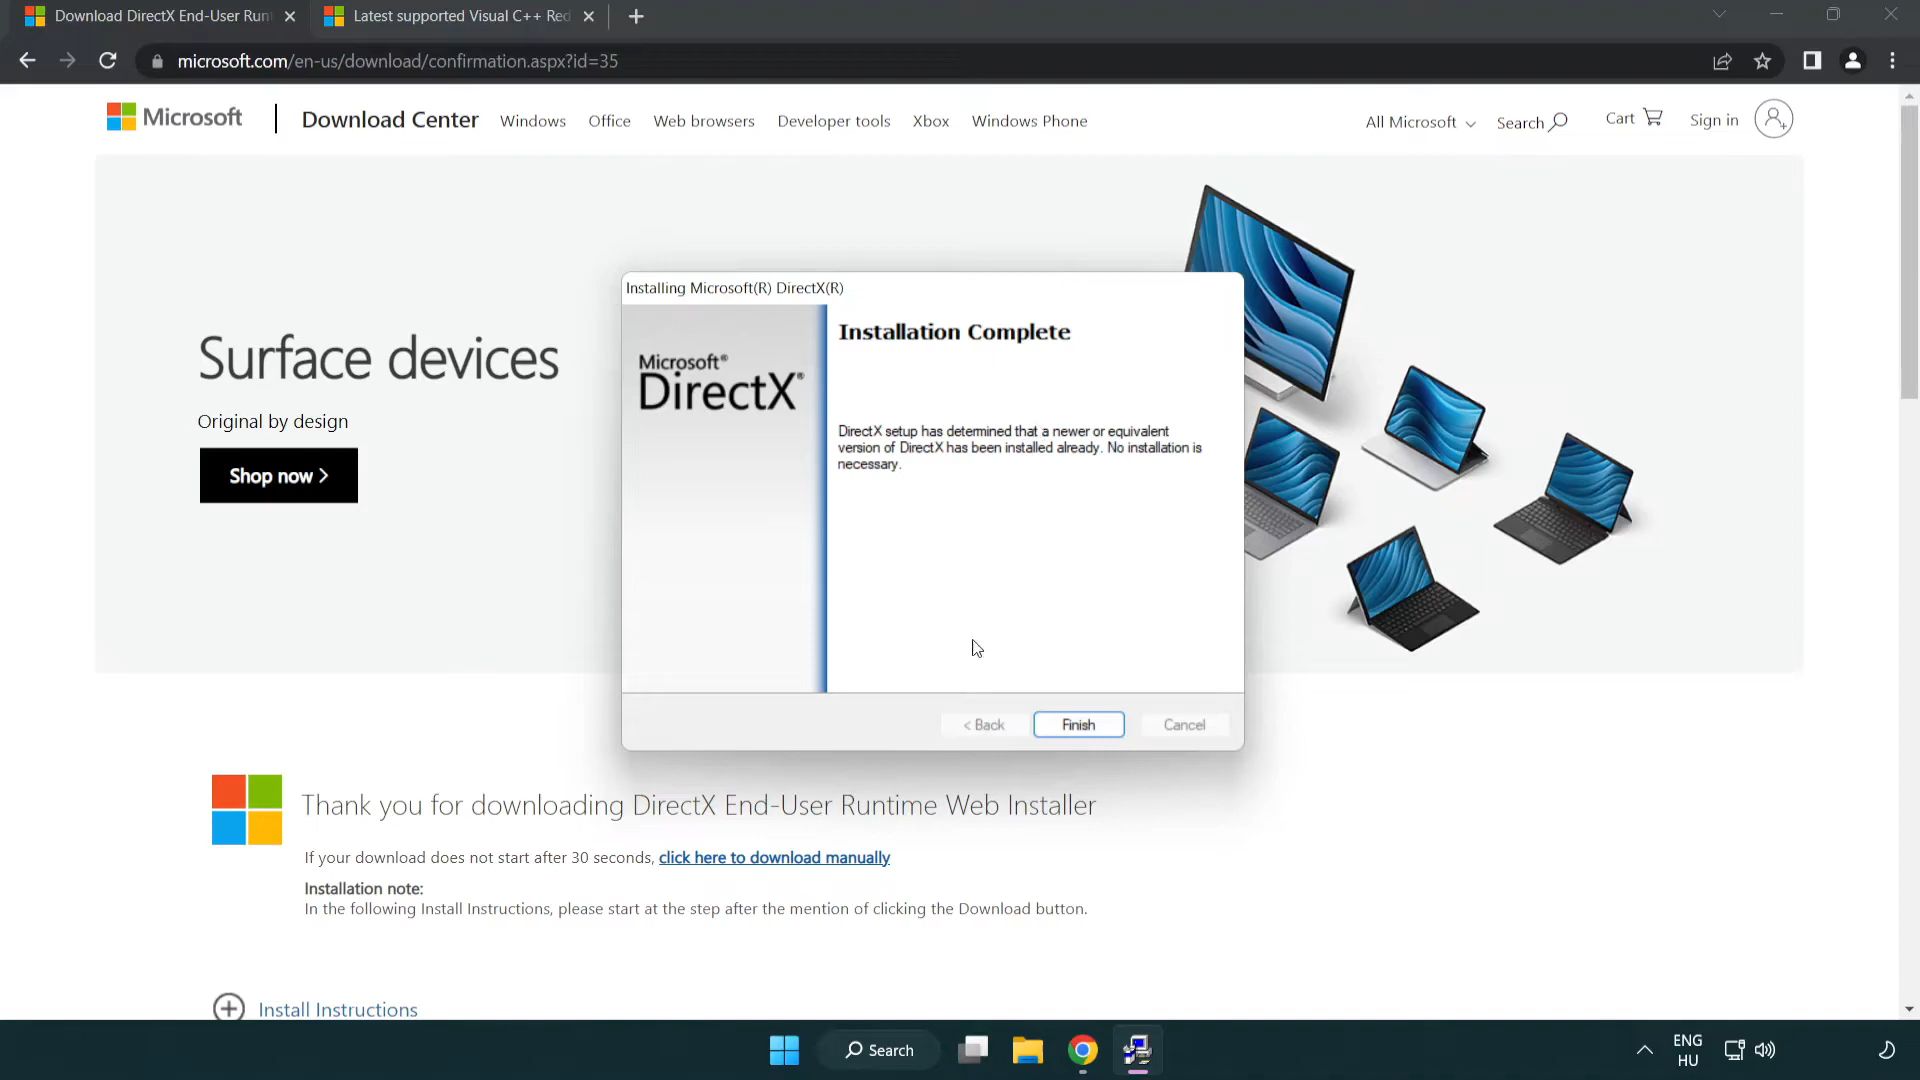 Download DirectX End-User Run
Latest supported Visual C++ Red
microsoft.com/en-us/download/confirmation.aspx?id=35
Microsoft
Download Center
Windows
Office
Web browsers
Developer tools
Xbox
Windows Phone
All Microsoft
Search
Cart
Sign in
Surface devices
Original by design
Shop now >
Installing Microsoft(R) DirectX(R)
Microsoft®
DirectX®
Installation Complete
DirectX setup has determined that a newer or equivalent
version of DirectX has been installed already. No installation is
necessary.
< Back
Finish
Cancel
Thank you for downloading DirectX End-User Runtime Web Installer
If your download does not start after 30 seconds, click here to download manually
Installation note:
In the following Install Instructions, please start at the step after the mention of clicking the Download button.
Install Instructions
Search
ENG
HU